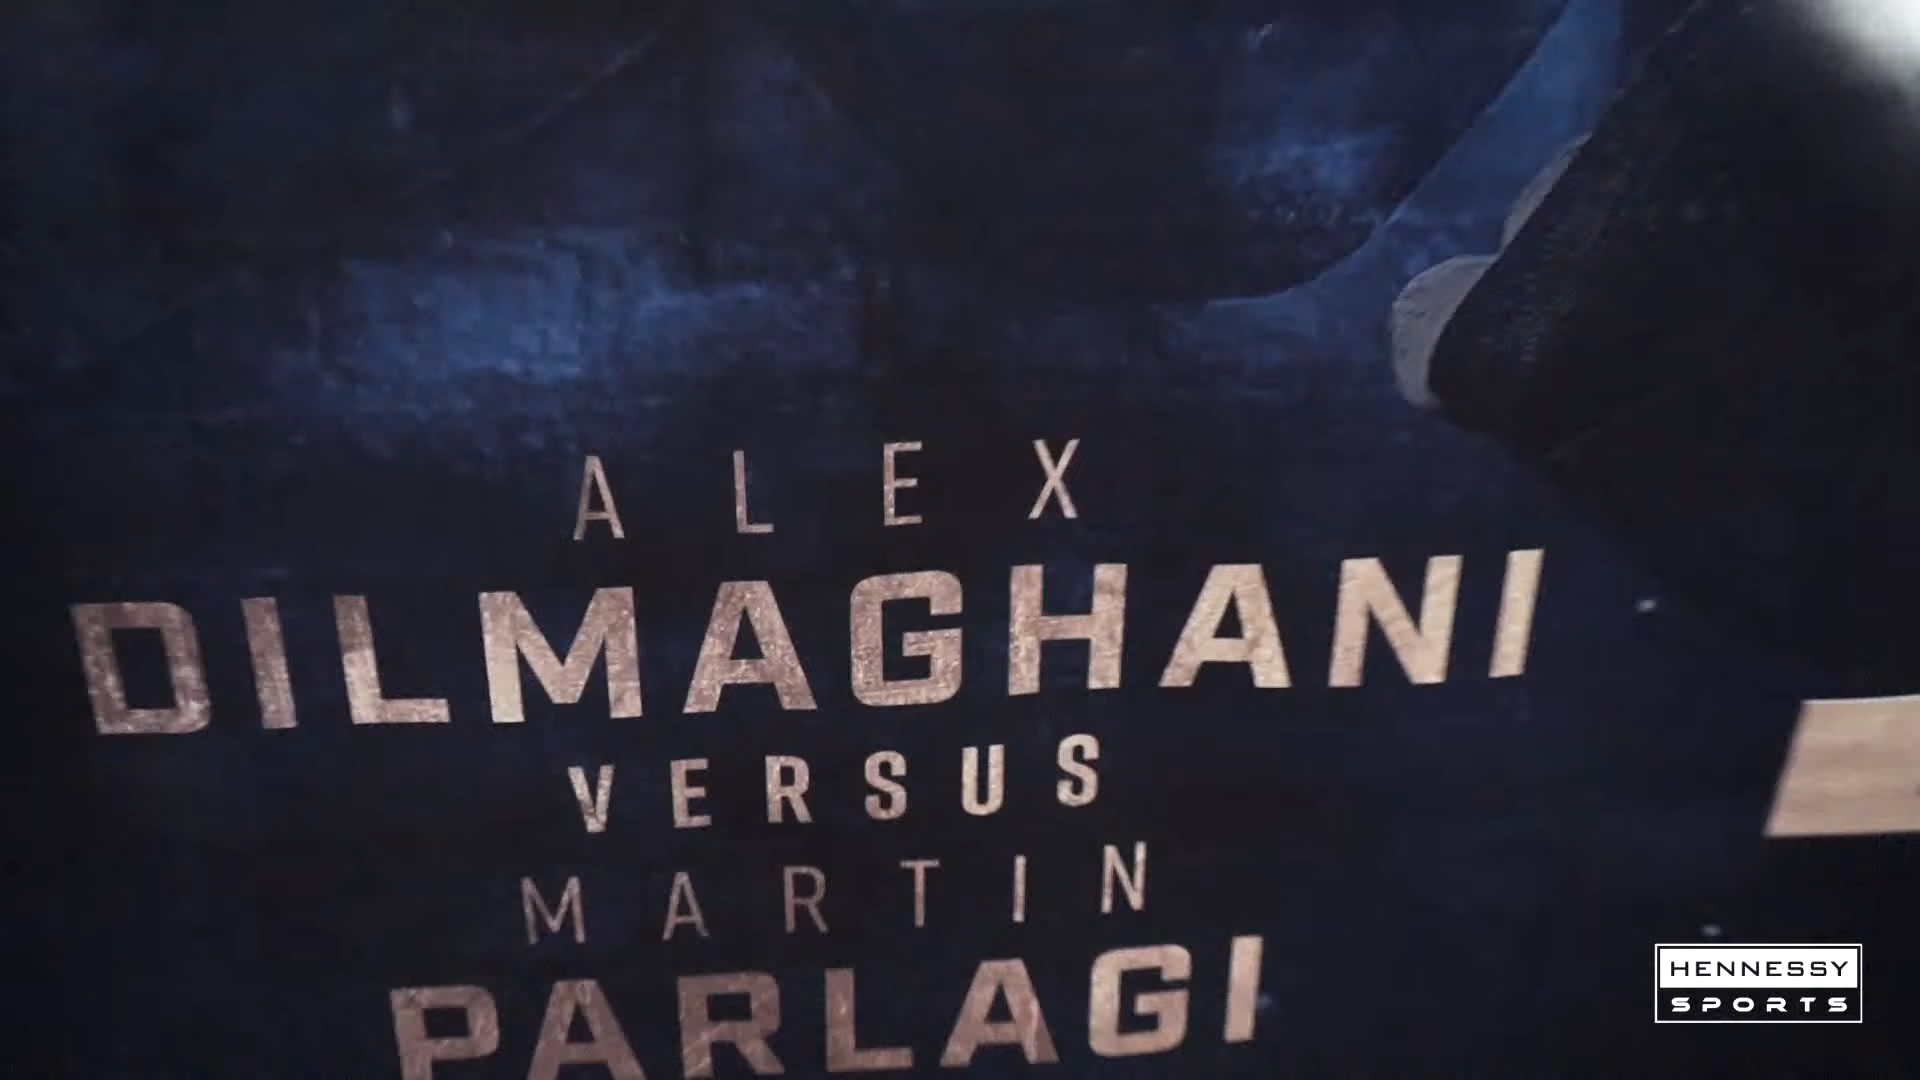 ALEX
DILMAGHANI
VERSUS
MARTIN
PARLAGI
HENNESSY
SPORTS